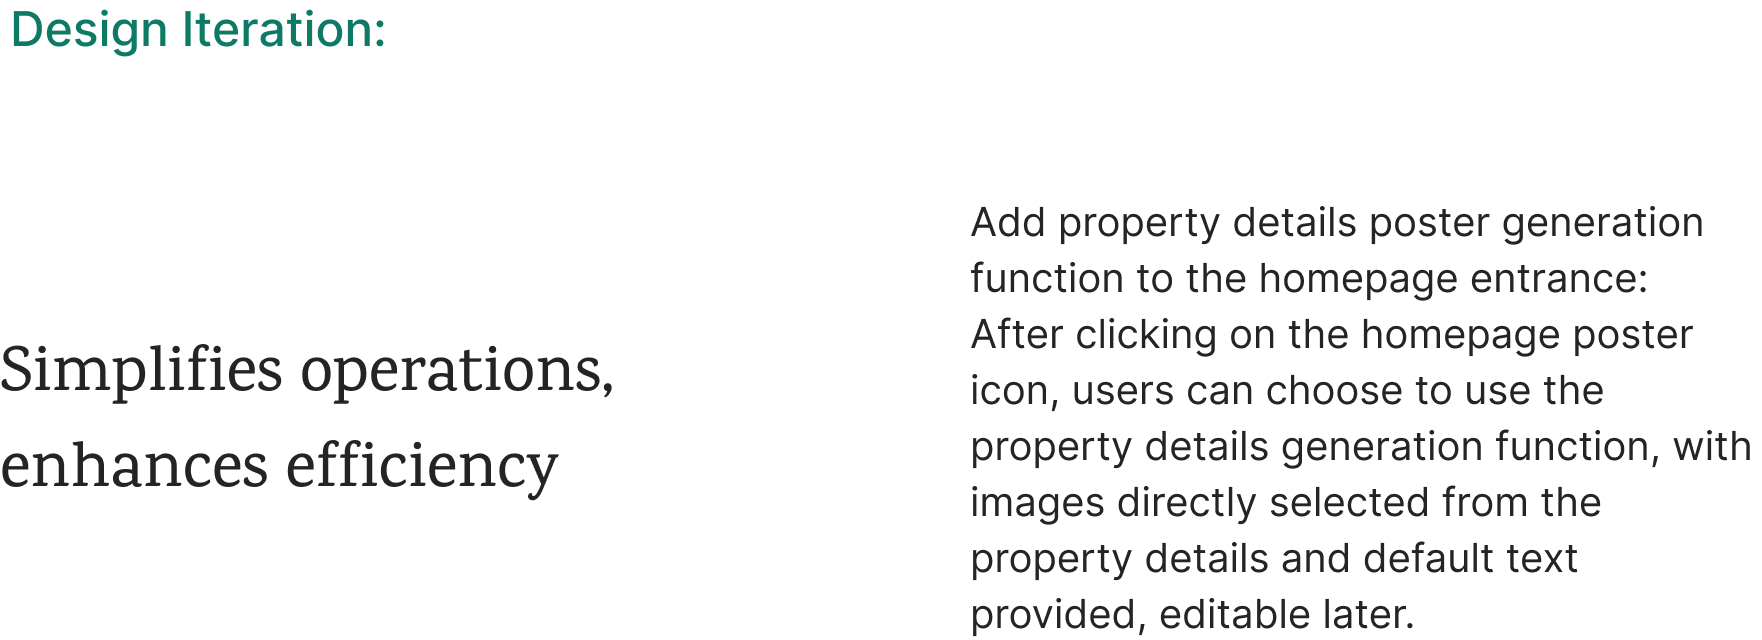 Design Iteration:
Simplifies operations,
enhances efficiency
Add property details poster generation
function to the homepage entrance:
After clicking on the homepage poster
icon, users can choose to use the
property details generation function, with
images directly selected from the
property details and default text
provided, editable later.